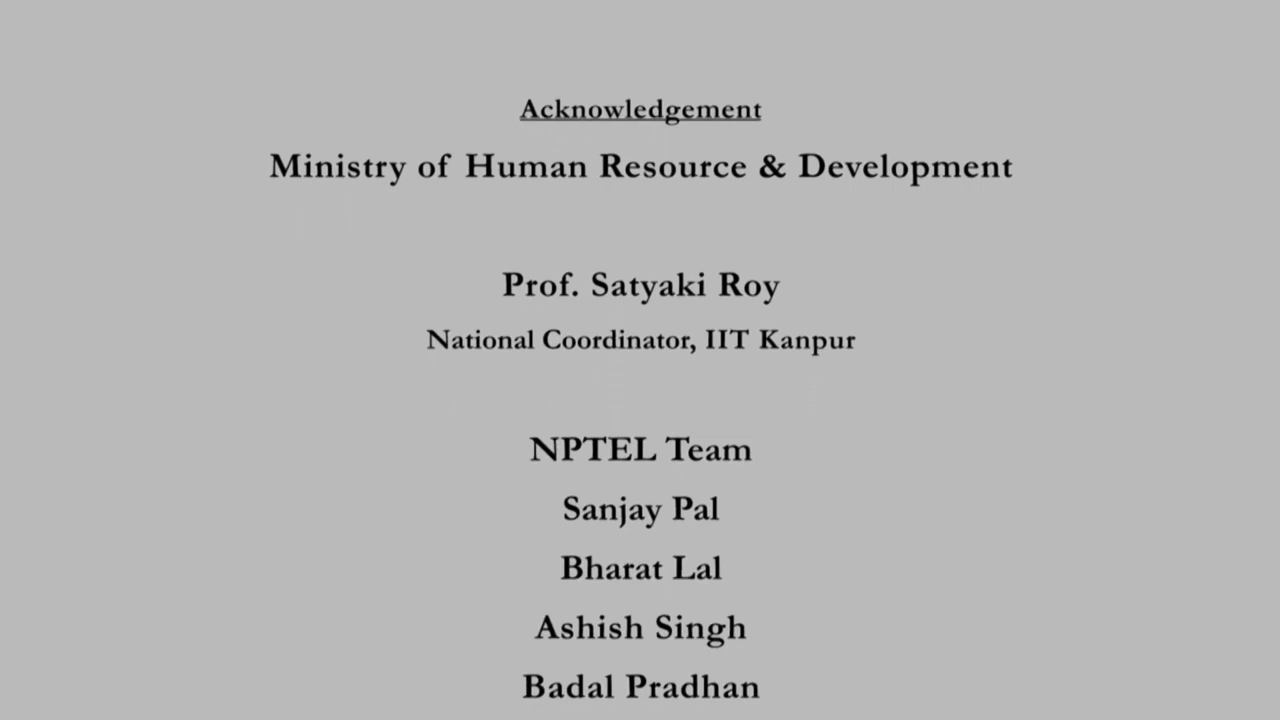 Acknowledgement
Ministry of Human Resource & Development
Prof. Satyaki Roy
National Coordinator, IIT Kanpur
NPTEL Team
Sanjay Pal
Bharat Lal
Ashish Singh
Badal Pradhan